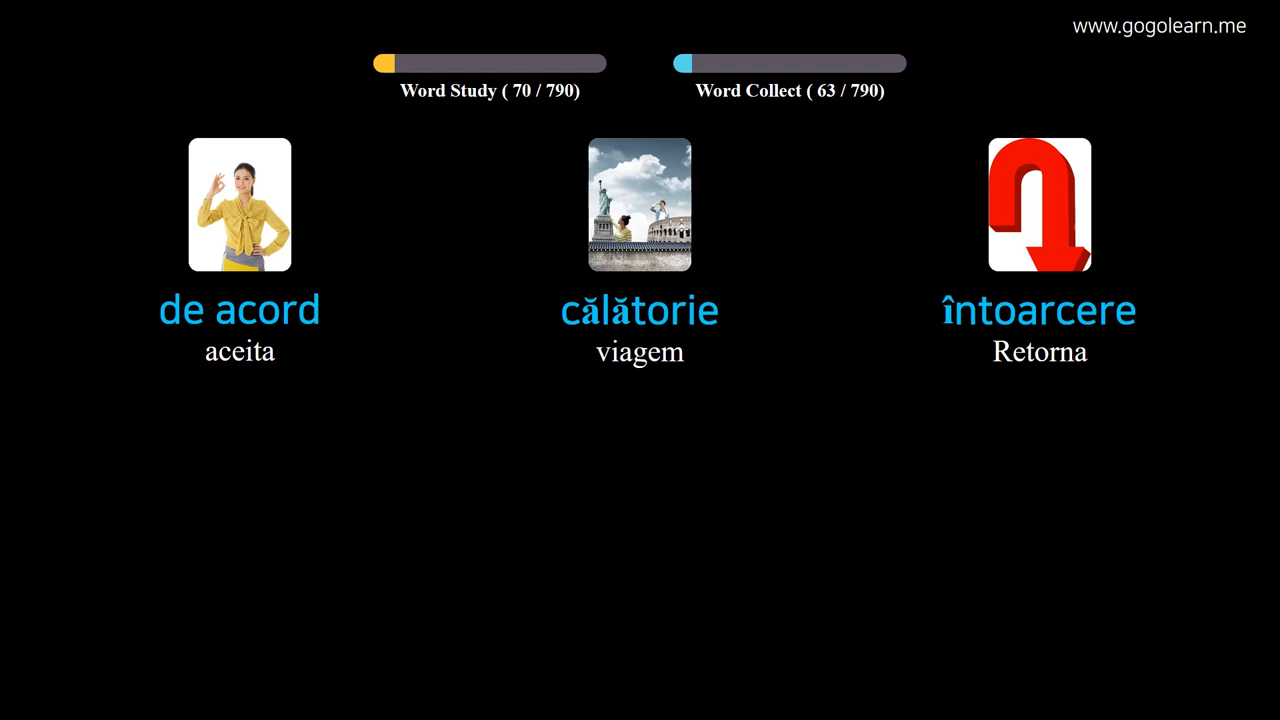 www.gogolearn.me
Word Study ( 70 / 790)
Word Collect ( 63 / 790)
de acord
călătorie
întoarcere
aceita
viagem
Retorna